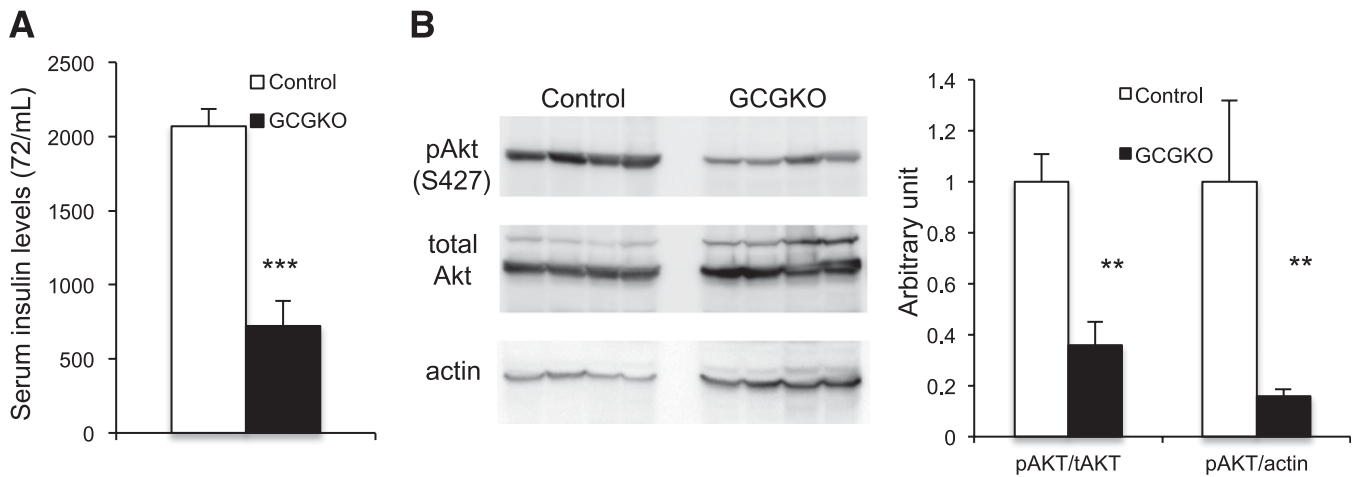 A
Serum insulin levels (72/mL)
2500
2000
1500
1000
500
0
Control
GCGKO
***
B
Control
GCGKO
pAkt
(S427)
total
Akt
actin
Arbitrary unit
1.4
1.2
1
0.8
0.6
0.4
0.2
0
Control
GCGKO
**
**
pAKT/tAKT
pAKT/actin